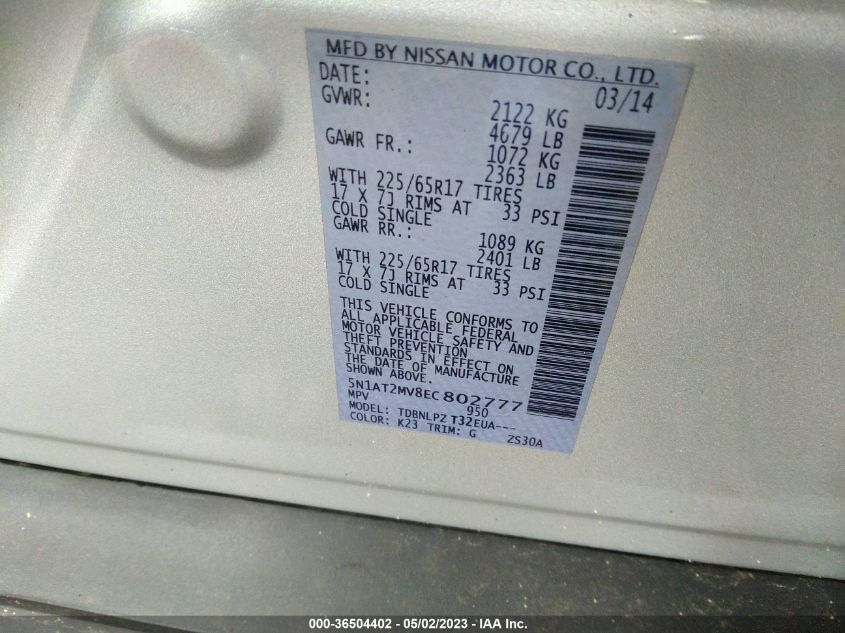 MFD BY NISSAN MOTOR CO., LTD.
DATE: 03/14
GVWR: 2122 KG
4679 LB
GAWR FR.: 1072 KG
2363 LB
WITH 225/65R17 TIRES
17 X 7J RIMS AT 33 PSI
COLD SINGLE
GAWR RR.: 1089 KG
2401 LB
WITH 225/65R17 TIRES
17 X 7J RIMS AT 33 PSI
COLD SINGLE
THIS VEHICLE CONFORMS TO
ALL APPLICABLE FEDERAL
MOTOR VEHICLE SAFETY AND
THEFT PREVENTION
STANDARDS IN EFFECT ON
THE DATE OF MANUFACTURE
SHOWN ABOVE.
5N1AT2MV8EC802777
MPV 950
MODEL: TDBNLPZ T32EUA---
COLOR: K23 TRIM: G ZS30A
000-36504402 - 05/02/2023 - IAA Inc.